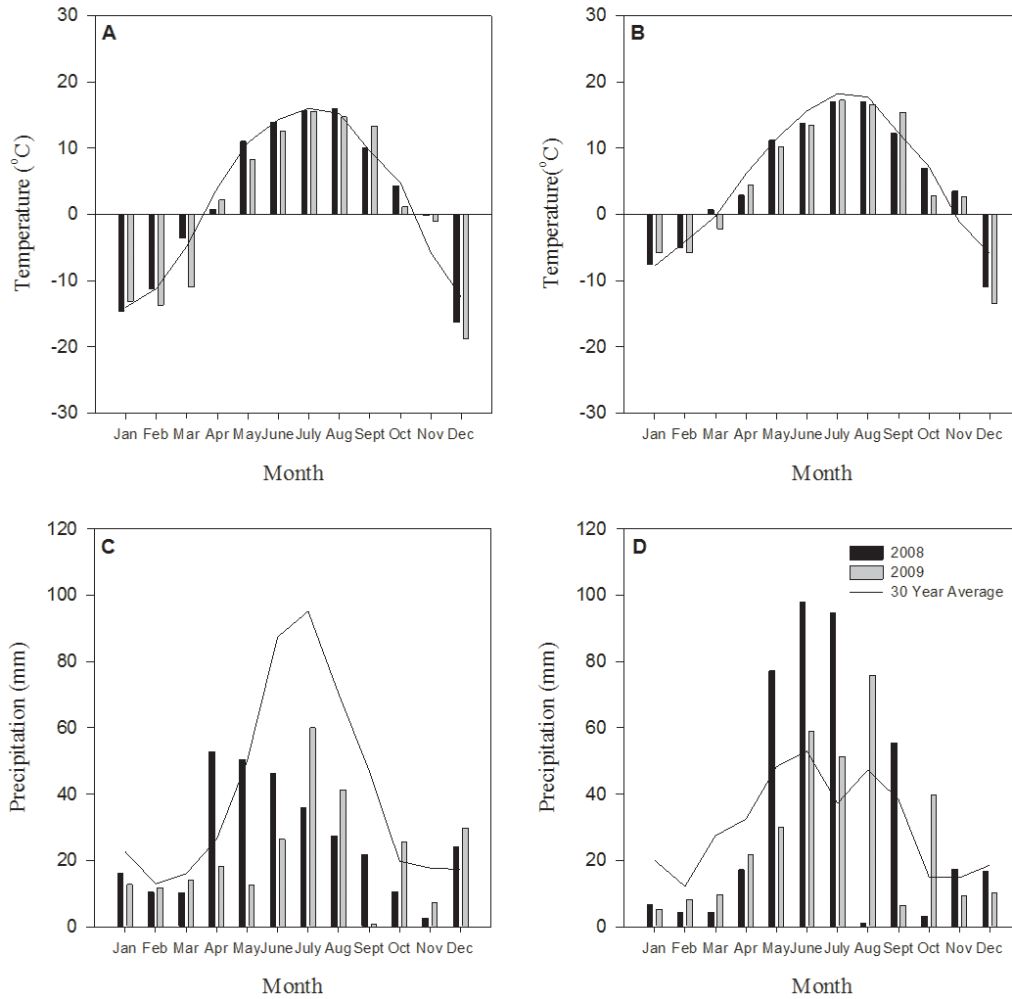 A
30
20
10
0
-10
-20
-30
Temperature (°C)
Jan Feb Mar Apr May June July Aug Sept Oct Nov Dec
Month
B
30
20
10
0
-10
-20
-30
Temperature(°C)
Jan Feb Mar Apr May June July Aug Sept Oct Nov Dec
Month
C
120
100
80
60
40
20
0
Precipitation (mm)
Jan Feb Mar Apr May June July Aug Sept Oct Nov Dec
Month
D
2008
2009
30 Year Average
120
100
80
60
40
20
0
Precipitation (mm)
Jan Feb Mar Apr May June July Aug Sept Oct Nov Dec
Month